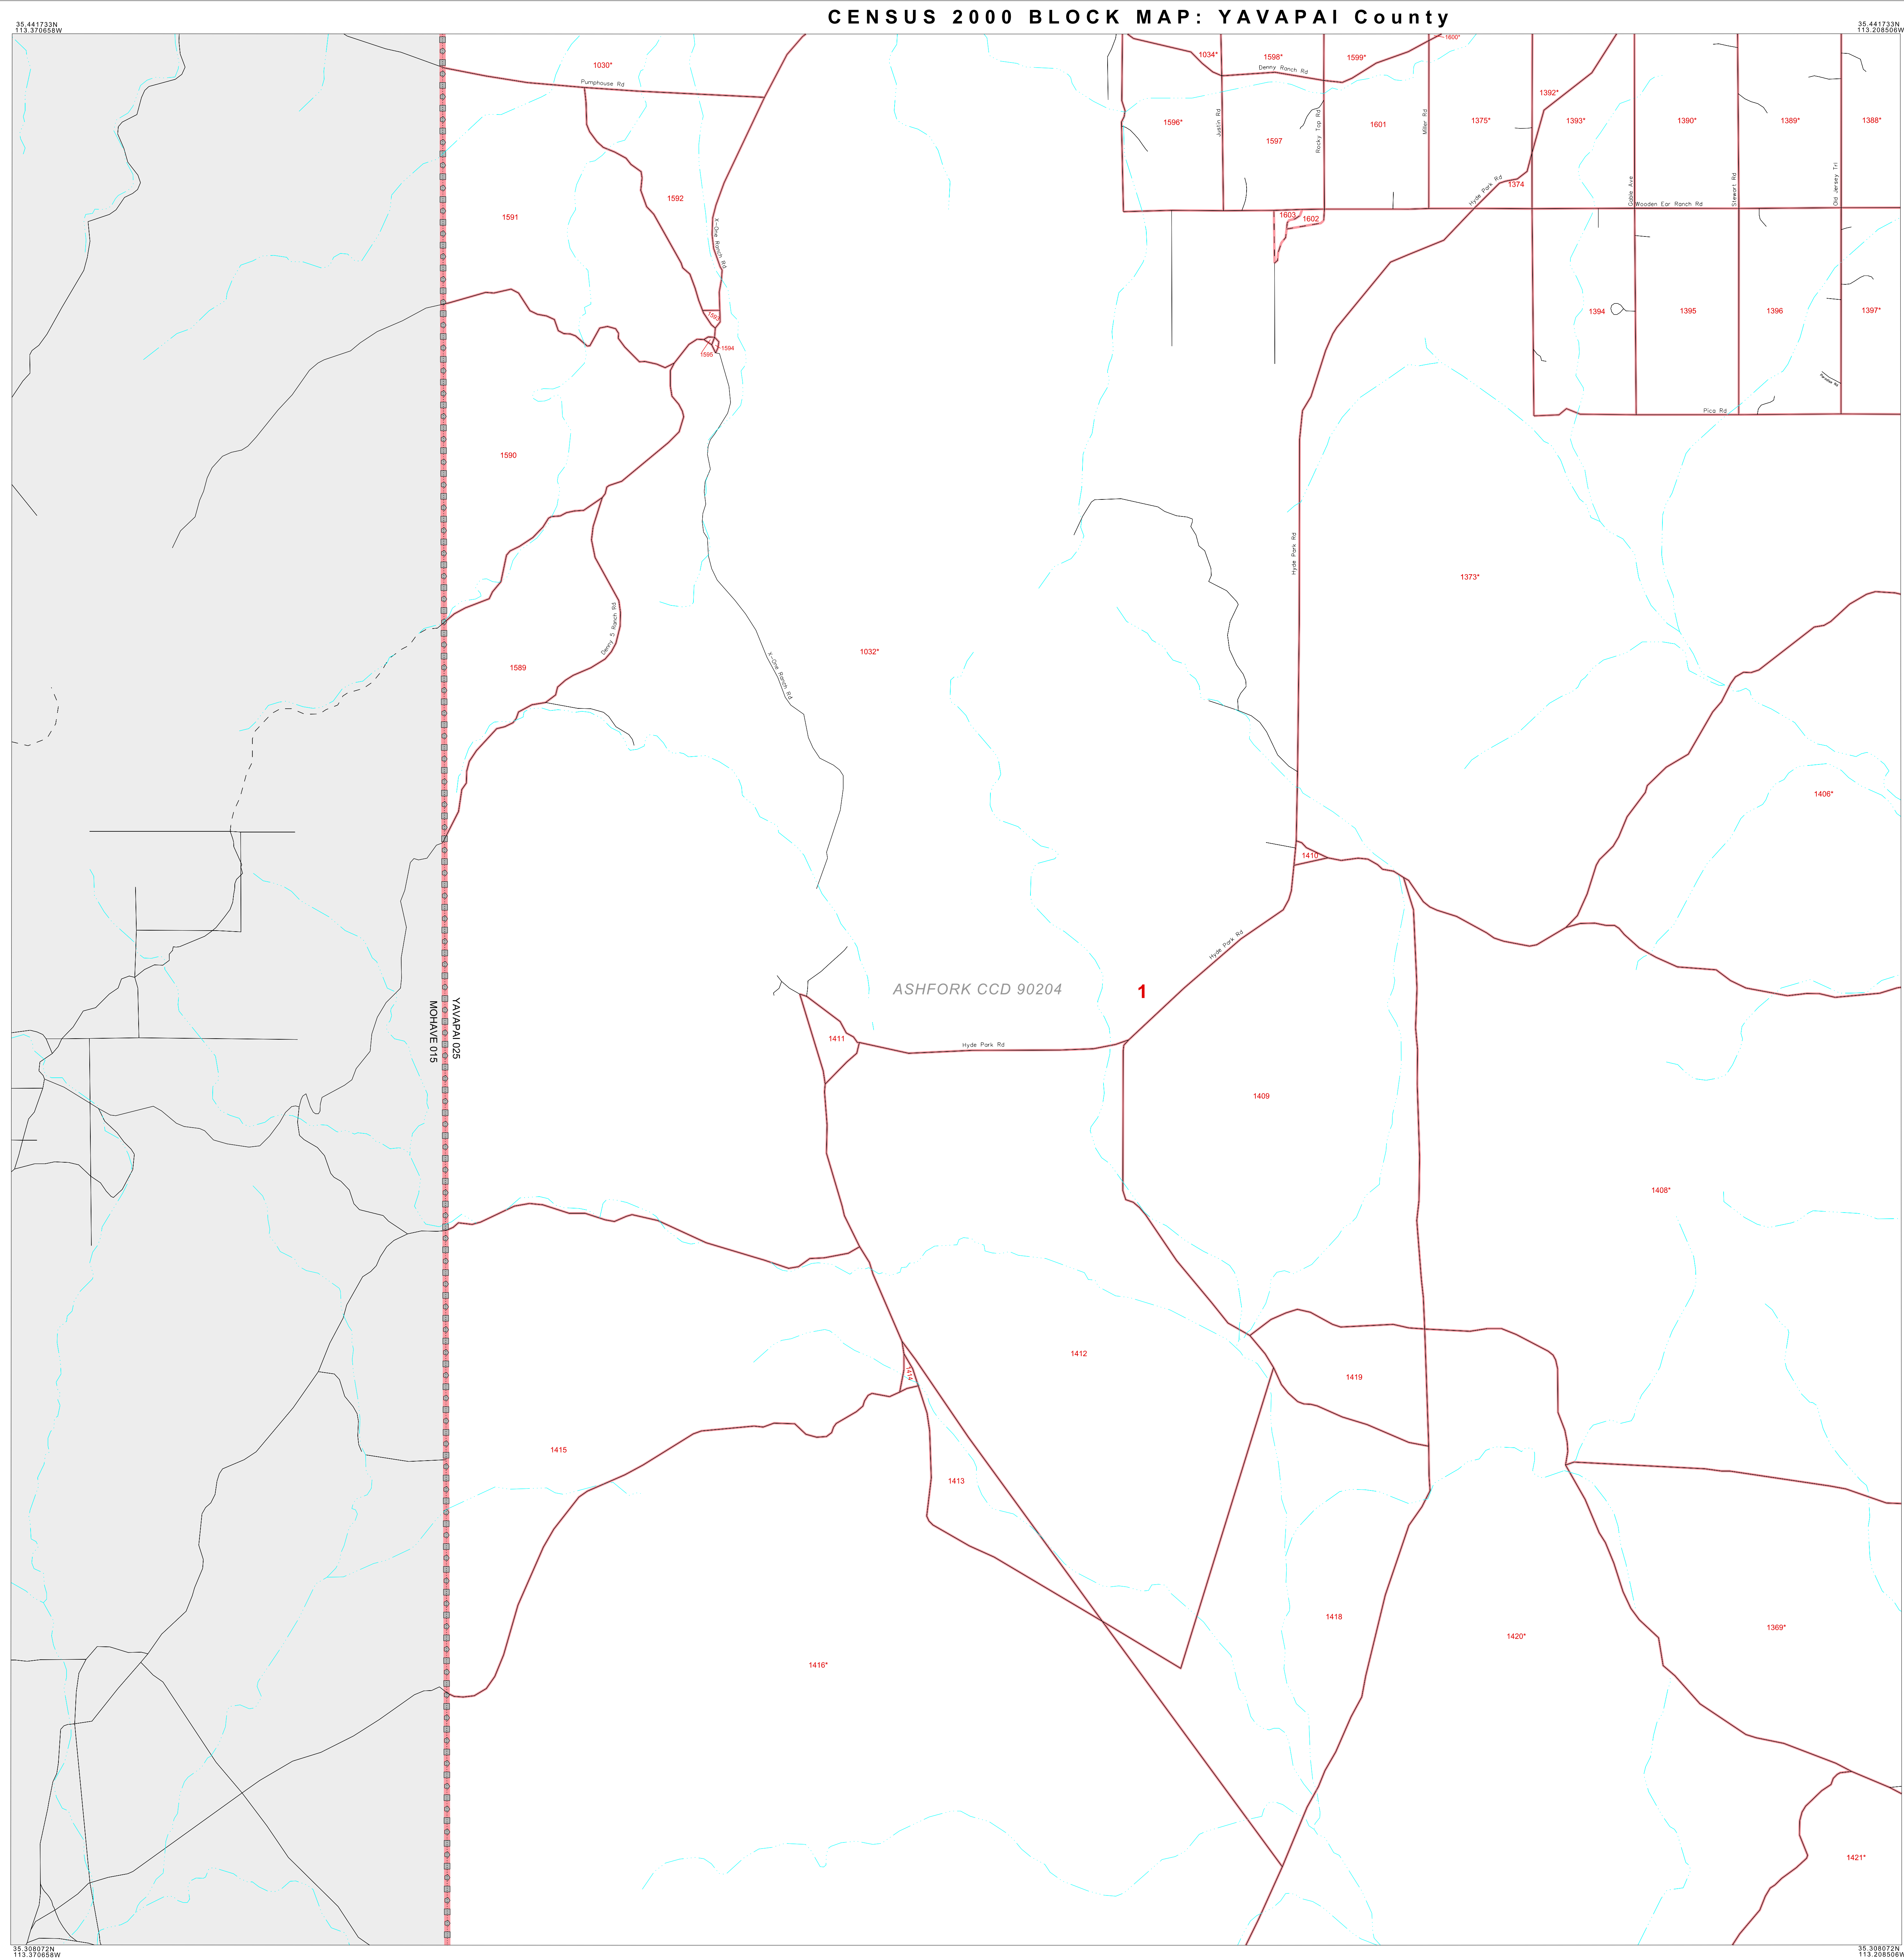 CENSUS 2000 BLOCK MAP: YAVAPAI County
35.441733N
113.370658W
35.441733N
113.208506W
1600*
1034*
1598*
1599*
1030*
Denny Ranch Rd
Pumphouse Rd
1392*
1596*
Justin Rd
1597
Rocky Top Rd
1601
Miller Rd
1375*
1393*
1390*
1389*
1388*
Hyde Park Rd
1374
Gable Ave
Stewart Rd
Old Jersey Trl
1592
Wooden Ear Ranch Rd
1591
1603
1602
X-One Ranch Rd
1593
1394
1395
1396
1397*
1594
1595
Pica Rd
1590
Hyde Park Rd
1373*
Denny 5 Ranch Rd
1032*
1589
X-One Ranch Rd
1406*
1410
Hyde Park Rd
ASHFORK CCD 90204
1
YAVAPAI 025
MOHAVE 015
1411
Hyde Park Rd
1409
1408*
1412
1414
1419
1415
1413
1418
1420*
1369*
1416*
1421*
35.308072N
113.370658W
35.308072N
113.208506W